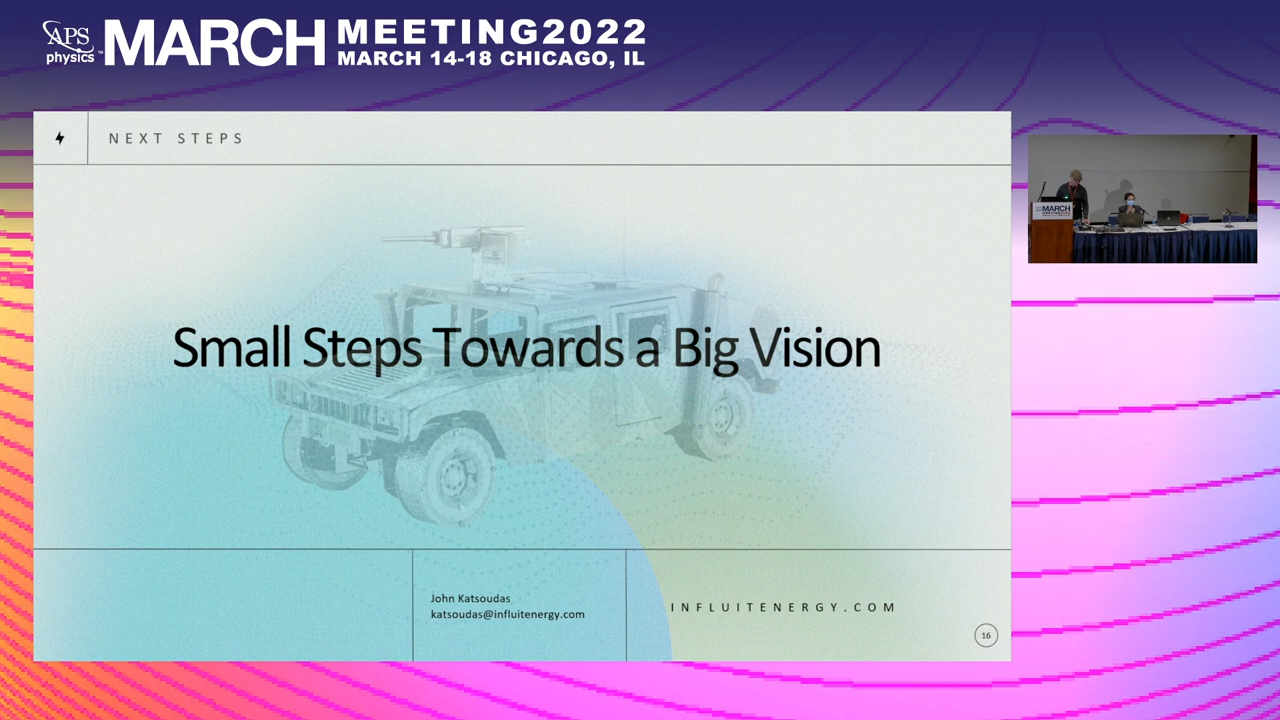 APS
physics
MARCH
MEETING2022
MARCH 14-18 CHICAGO, IL
NEXT STEPS
Small Steps Towards a Big Vision
John Katsoudas
katsoudas@influitenergy.com
INFLUITENERGY.COM
16
MARCH